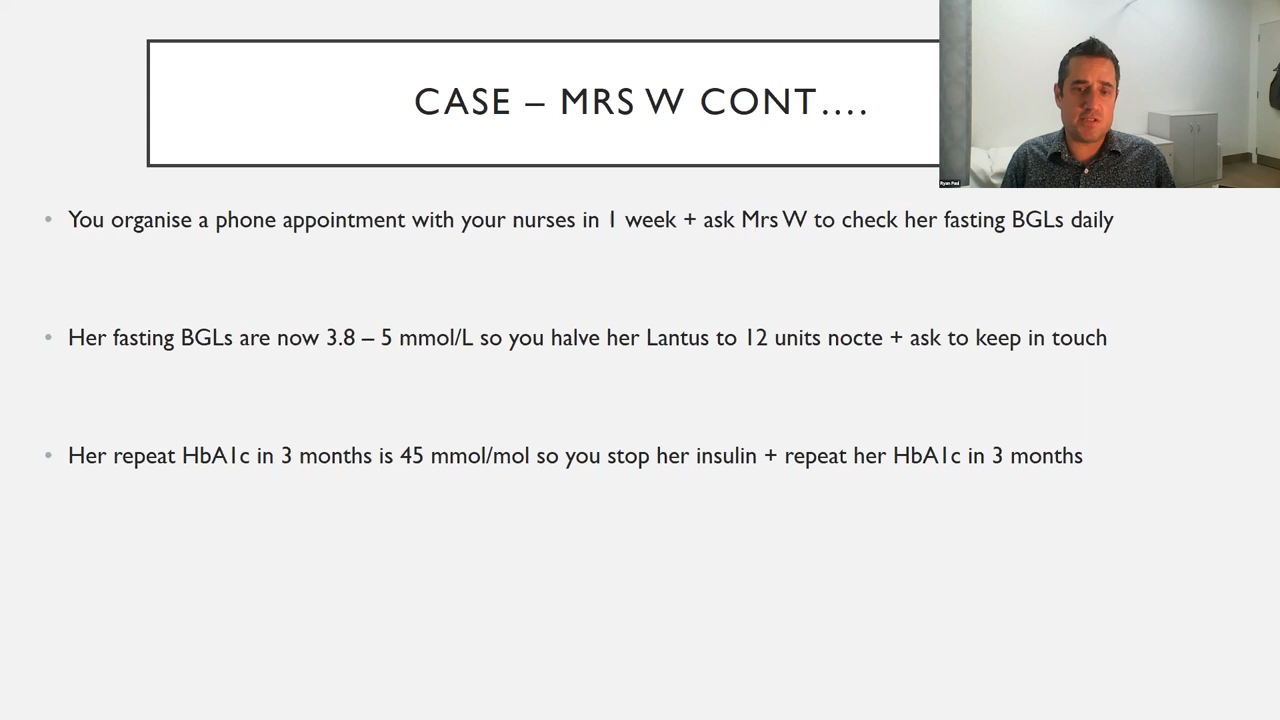 CASE – MRS W CONT....
Ryan Paul
You organise a phone appointment with your nurses in 1 week + ask Mrs W to check her fasting BGLs daily
Her fasting BGLs are now 3.8 – 5 mmol/L so you halve her Lantus to 12 units nocte + ask to keep in touch
Her repeat HbA1c in 3 months is 45 mmol/mol so you stop her insulin + repeat her HbA1c in 3 months